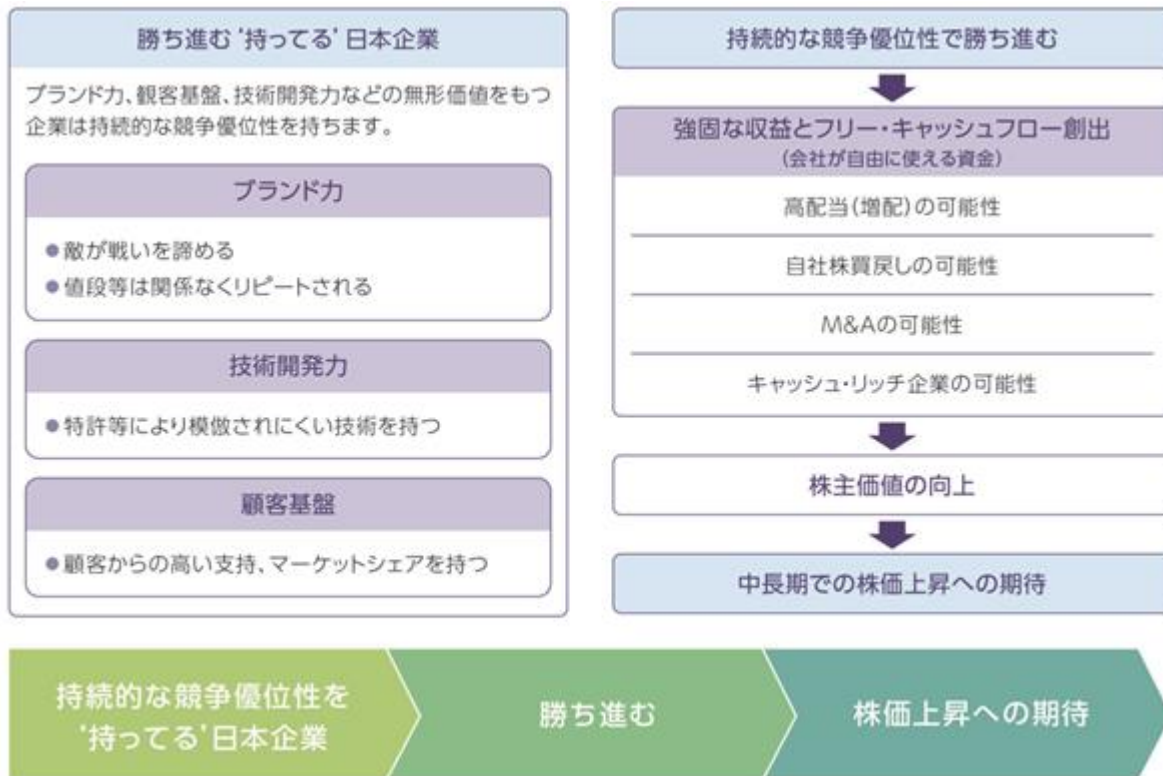 勝ち進む‘持ってる’日本企業
ブランド力、観客基盤、技術開発力などの無形価値をもつ
企業は持続的な競争優位性を持ちます。
ブランド力
●敵が戦いを諦める
●値段等は関係なくリピートされる
技術開発力
●特許等により模倣されにくい技術を持つ
顧客基盤
●顧客からの高い支持、マーケットシェアを持つ
持続的な競争優位性で勝ち進む
強固な収益とフリー・キャッシュフロー創出
(会社が自由に使える資金)
高配当(増配)の可能性
自社株買戻しの可能性
M&Aの可能性
キャッシュ・リッチ企業の可能性
株主価値の向上
中長期での株価上昇への期待
持続的な競争優位性を
‘持ってる’日本企業
勝ち進む
株価上昇への期待